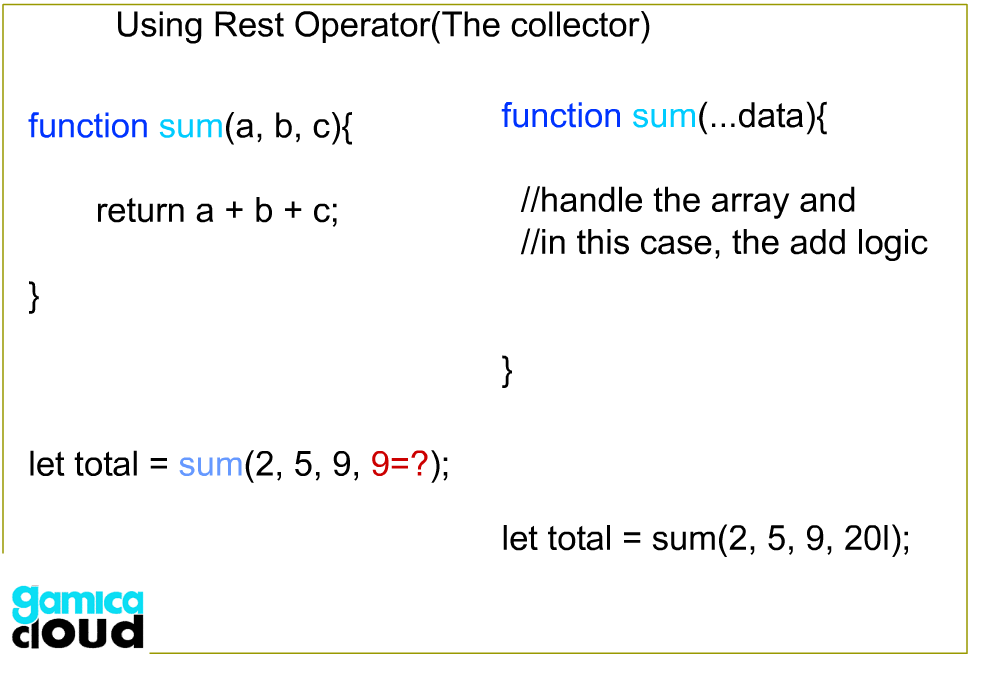 Using Rest Operator(The collector)
function sum(a, b, c){
return a + b + c;
}
let total = sum(2, 5, 9, 9=?);
function sum(...data){
//handle the array and
//in this case, the add logic
}
let total = sum(2, 5, 9, 20l);
gamica
cloud